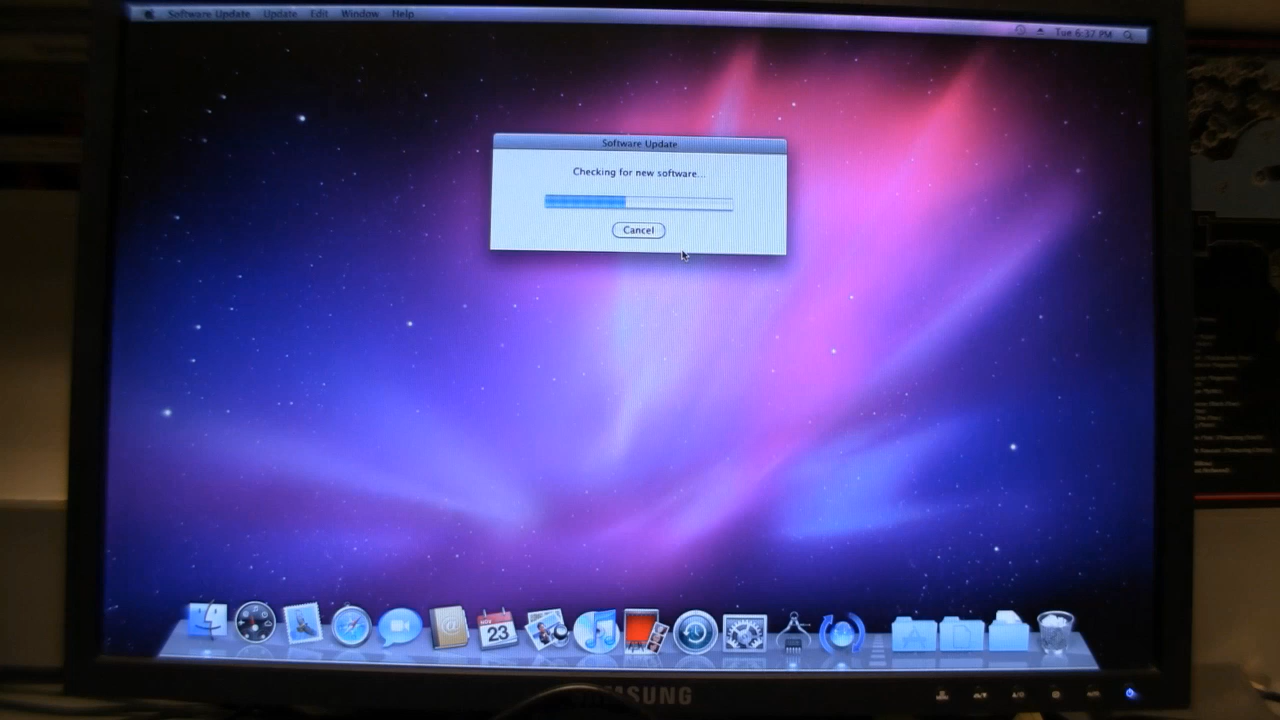 Software Update Update Edit Window Help
Tue 6:37 PM
Software Update
Checking for new software...
Cancel
NOV
23
SAMSUNG